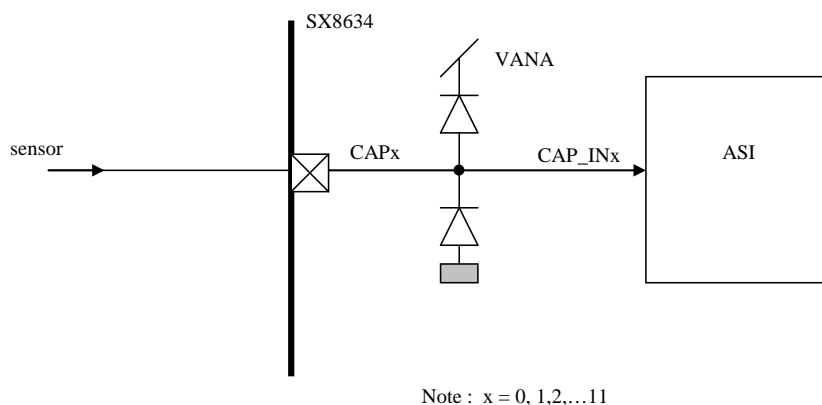 SX8634
VANA
sensor
CAPx
CAP_INx
ASI
Note : x = 0, 1,2,…11